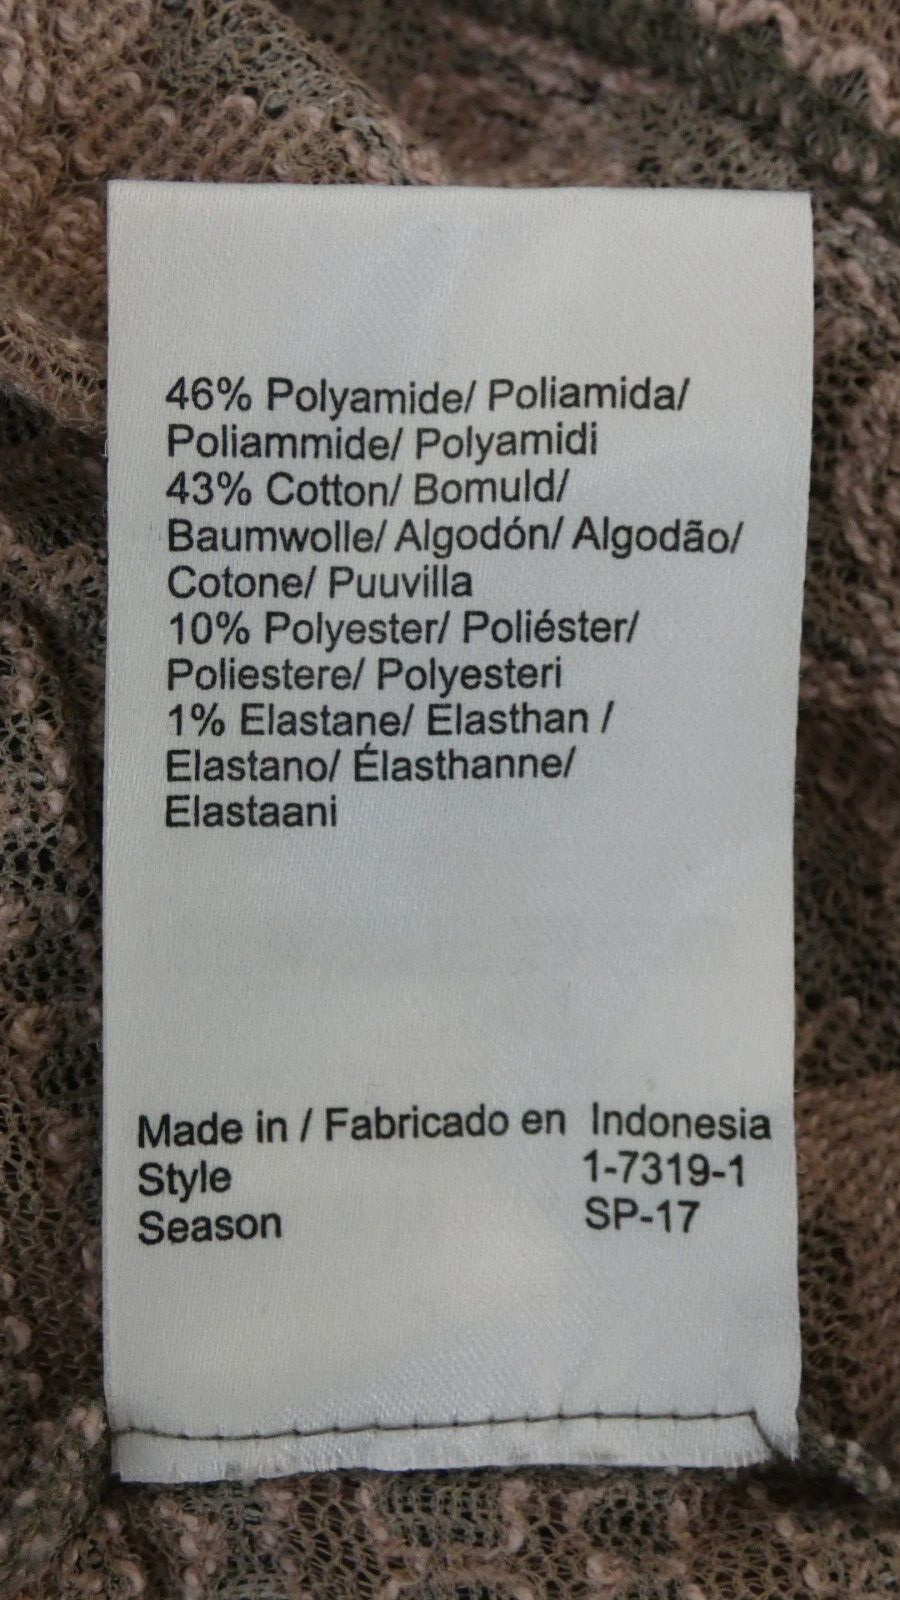 46% Polyamide/ Poliamida/
Poliammide/ Polyamidi
43% Cotton/ Bomuld/
Baumwolle/ Algodón/ Algodão/
Cotone/ Puuvilla
10% Polyester/ Poliéster/
Poliestere/ Polyesteri
1% Elastane/ Elasthan /
Elastano/ Élasthanne/
Elastaani
Made in / Fabricado en Indonesia
Style 1-7319-1
Season SP-17